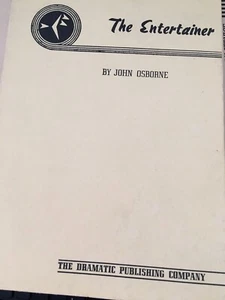 The Entertainer
BY JOHN OSBORNE
THE DRAMATIC PUBLISHING COMPANY